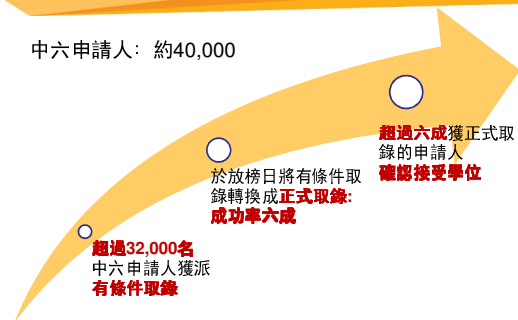 中六申請人：約40,000
超過六成獲正式取
錄的申請人
確認接受學位
於放榜日將有條件取
錄轉換成正式取錄:
成功率六成
超過32,000名
中六申請人獲派
有條件取錄